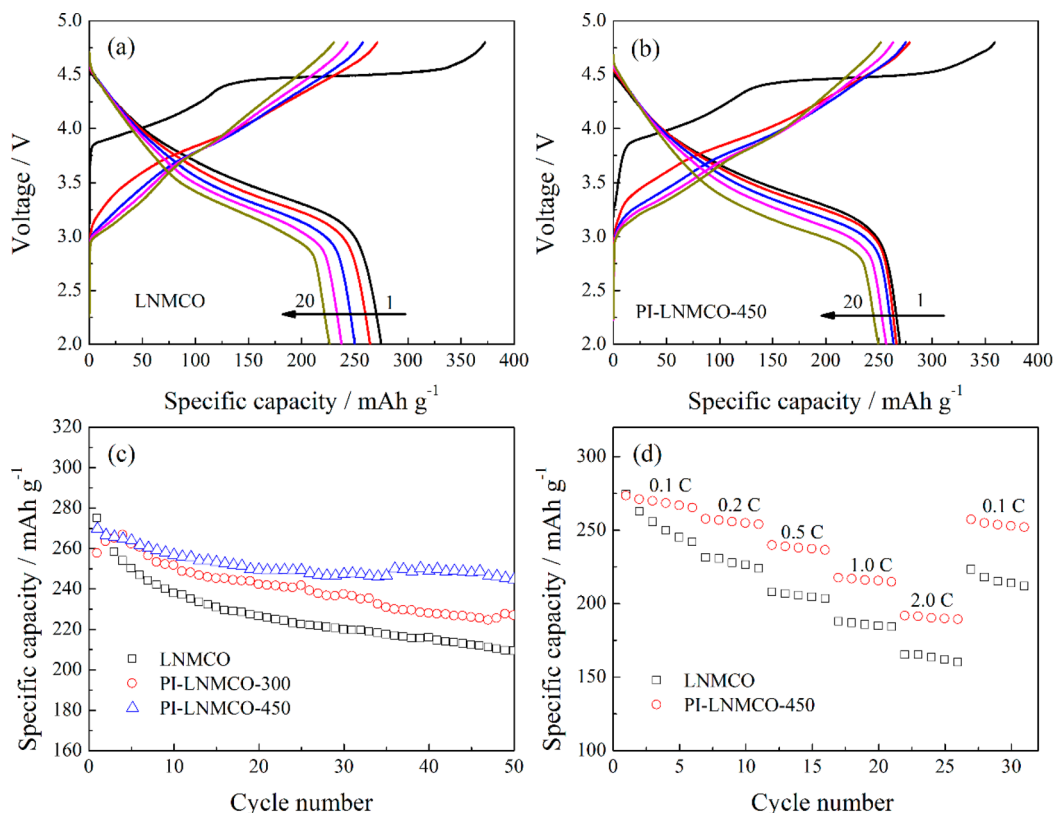 (a)
Voltage / V
5.0
4.5
4.0
3.5
3.0
2.5
2.0
LNMCO
20
1
0 50 100 150 200 250 300 350 400
Specific capacity / mAh g⁻¹
(b)
Voltage / V
5.0
4.5
4.0
3.5
3.0
2.5
2.0
PI-LNMCO-450
20
1
0 50 100 150 200 250 300 350 400
Specific capacity / mAh g⁻¹
(c)
Specific capacity / mAh g⁻¹
320
300
280
260
240
220
200
180
160
LNMCO
PI-LNMCO-300
PI-LNMCO-450
0 10 20 30 40 50
Cycle number
(d)
Specific capacity / mAh g⁻¹
300
250
200
150
100
0.1 C
0.2 C
0.5 C
1.0 C
2.0 C
0.1 C
LNMCO
PI-LNMCO-450
0 5 10 15 20 25 30
Cycle number